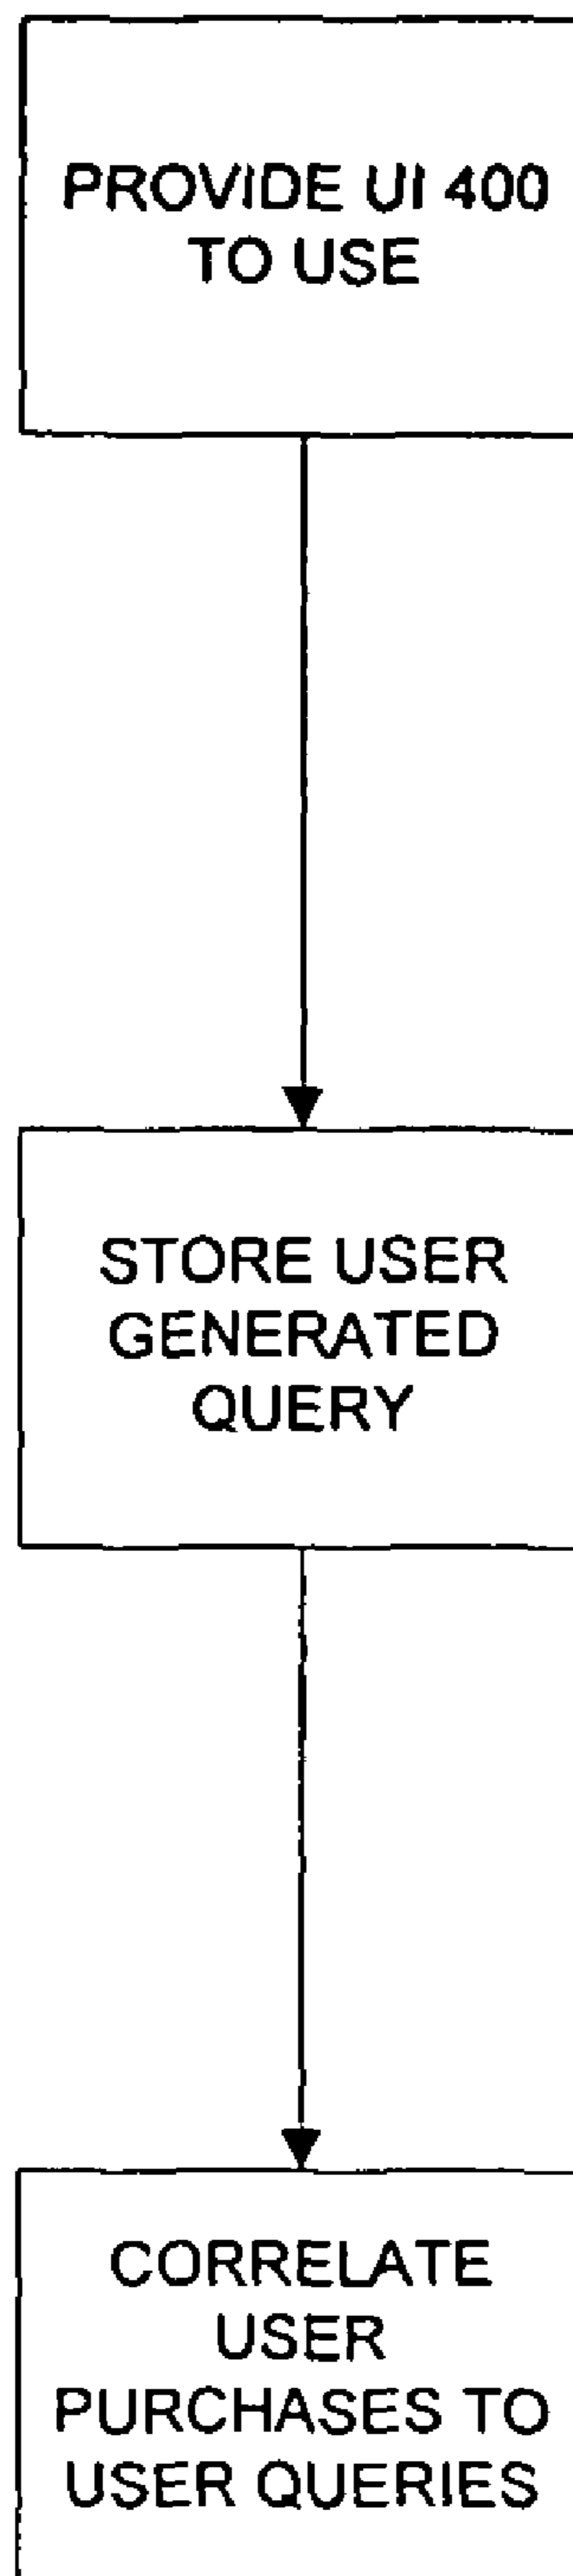 PROVIDE UI 400
TO USE
STORE USER
GENERATED
QUERY
CORRELATE
USER
PURCHASES TO
USER QUERIES